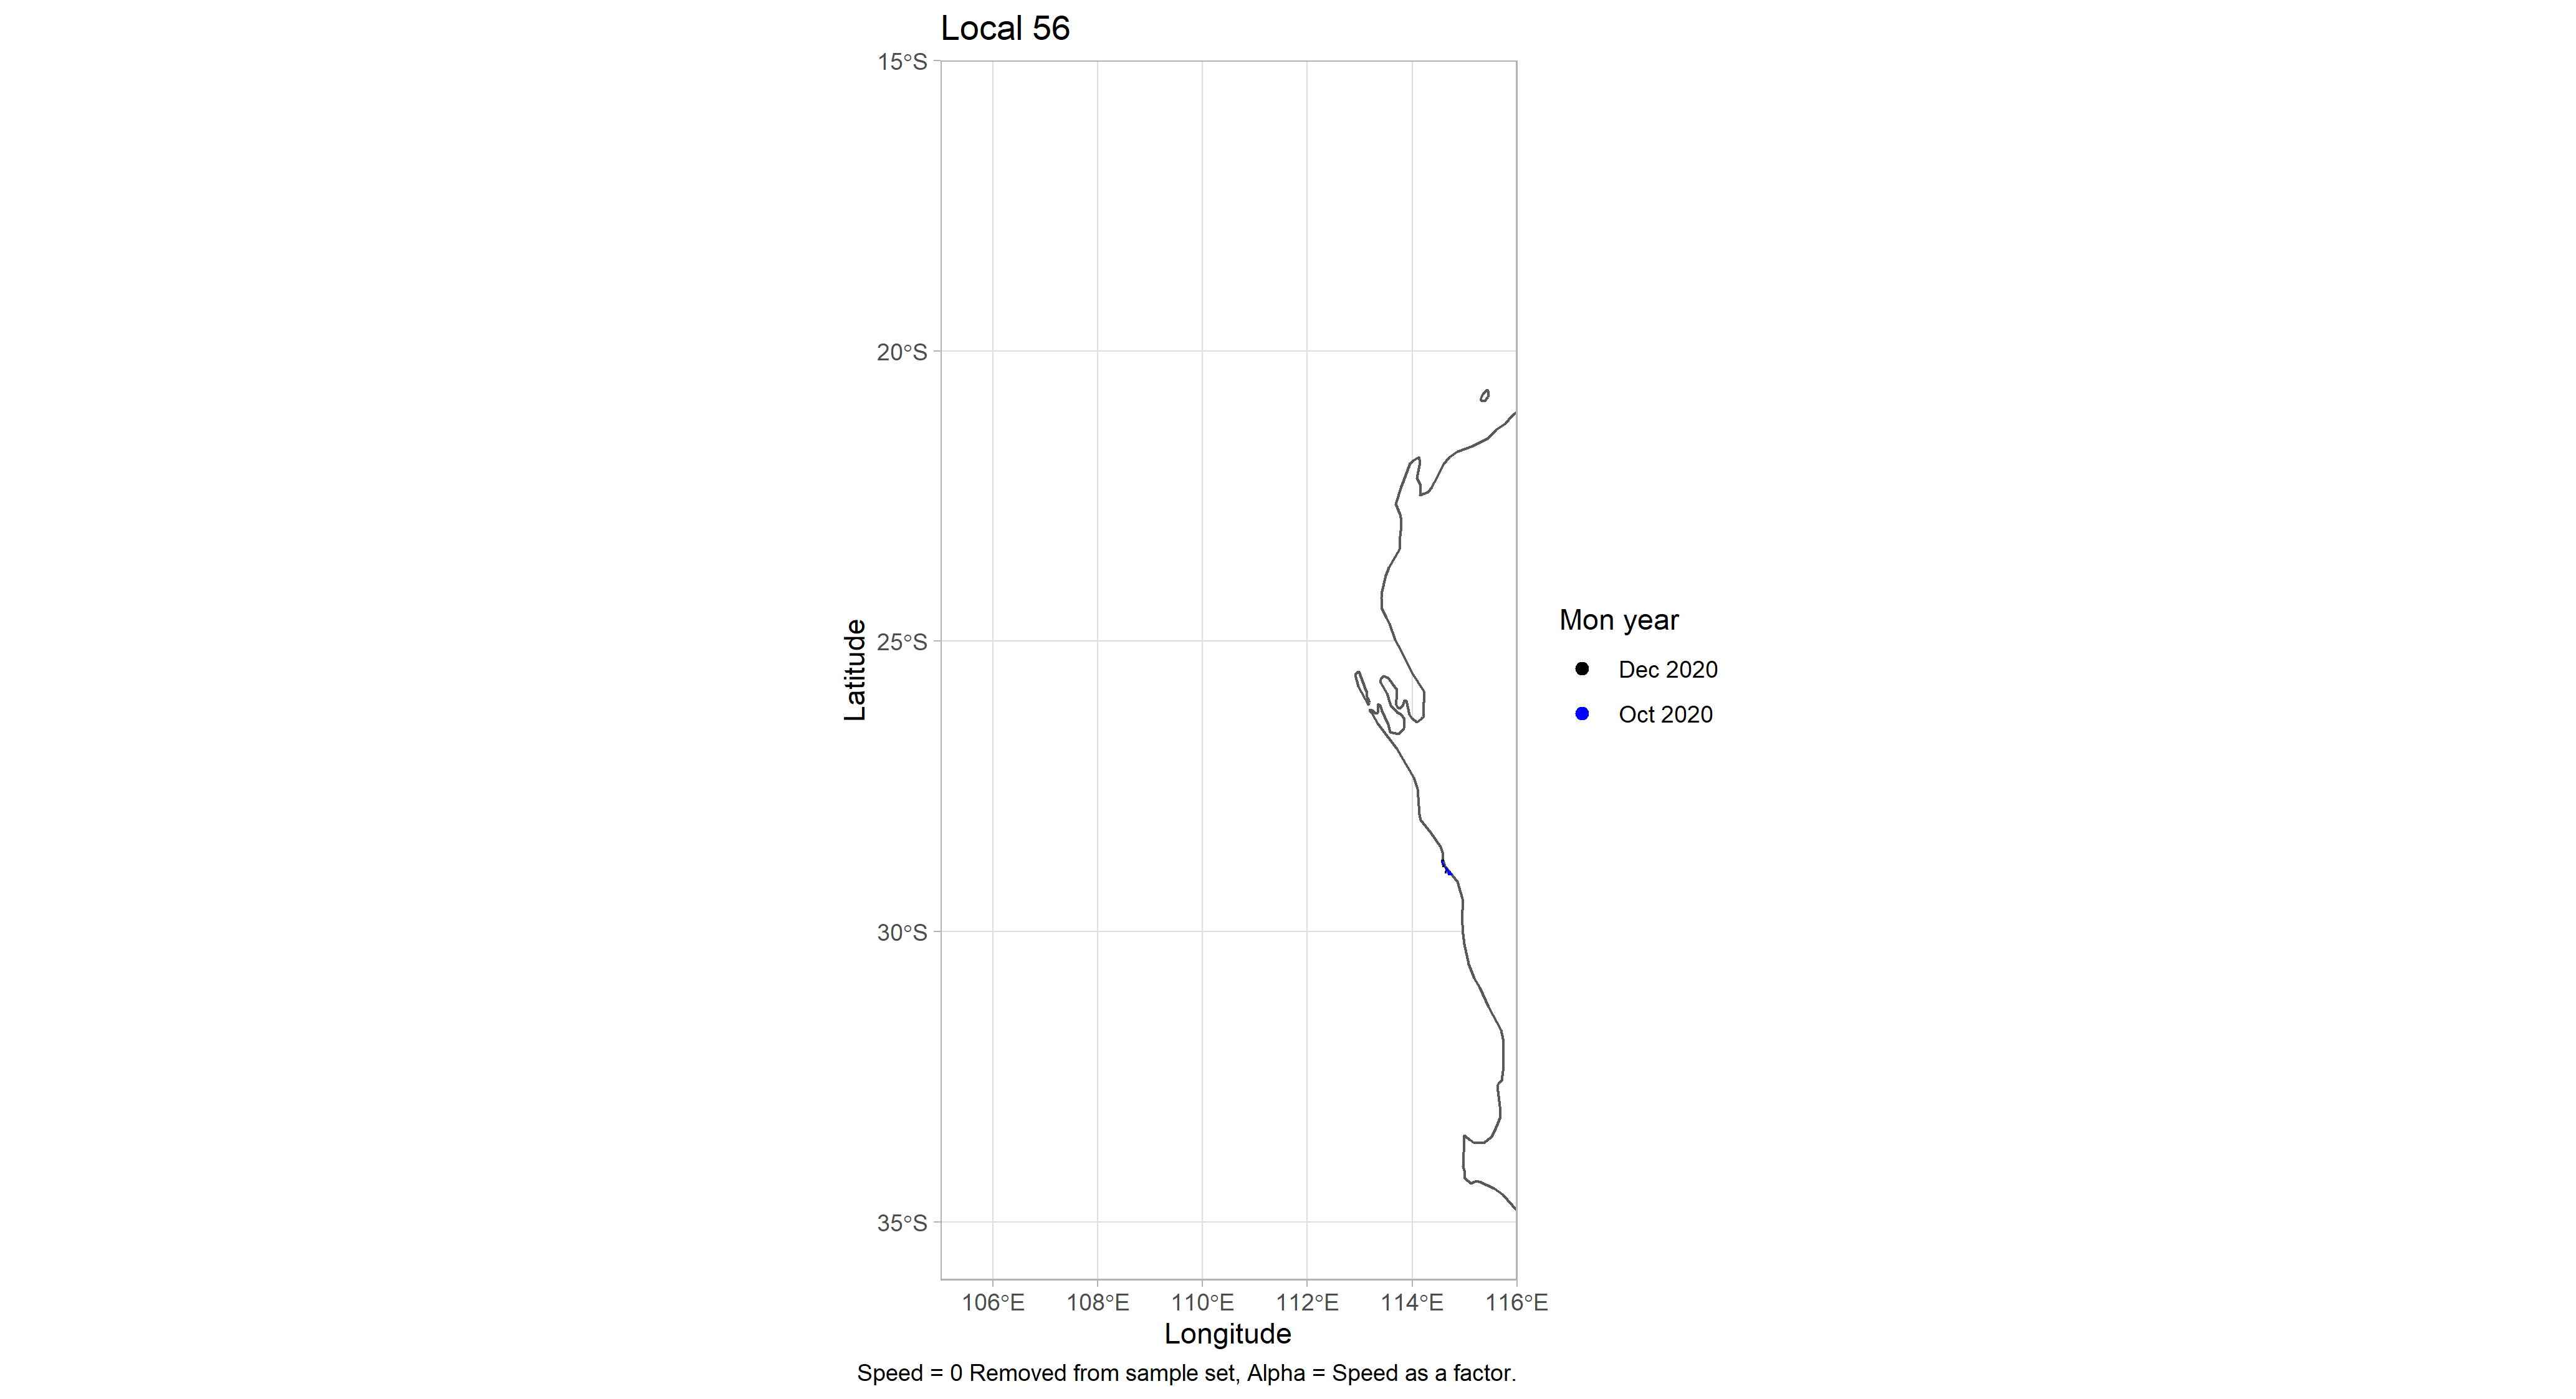 Local 56
15°S
20°S
25°S
30°S
35°S
Latitude
106°E 108°E 110°E 112°E 114°E 116°E
Longitude
Speed = 0 Removed from sample set, Alpha = Speed as a factor.
Mon year
Dec 2020
Oct 2020